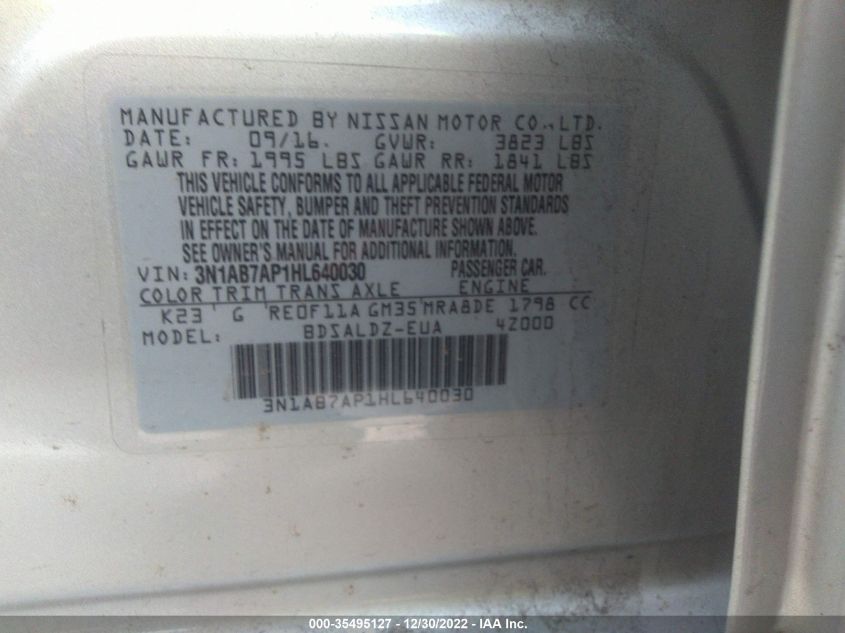 MANUFACTURED BY NISSAN MOTOR CO.,LTD.
DATE: 09/16. GVWR: 3823 LBS
GAWR FR: 1995 LBS GAWR RR: 1841 LBS
THIS VEHICLE CONFORMS TO ALL APPLICABLE FEDERAL MOTOR
VEHICLE SAFETY, BUMPER AND THEFT PREVENTION STANDARDS
IN EFFECT ON THE DATE OF MANUFACTURE SHOWN ABOVE.
SEE OWNER'S MANUAL FOR ADDITIONAL INFORMATION.
VIN: 3N1AB7AP1HL640030 PASSENGER CAR.
COLOR TRIM TRANS AXLE ENGINE
K23 G RE0F11A GM35 MRA8DE 1798 CC
MODEL: BDSALDZ-EUA 4Z000
3N1AB7AP1HL640030
000-35495127 - 12/30/2022 - IAA Inc.